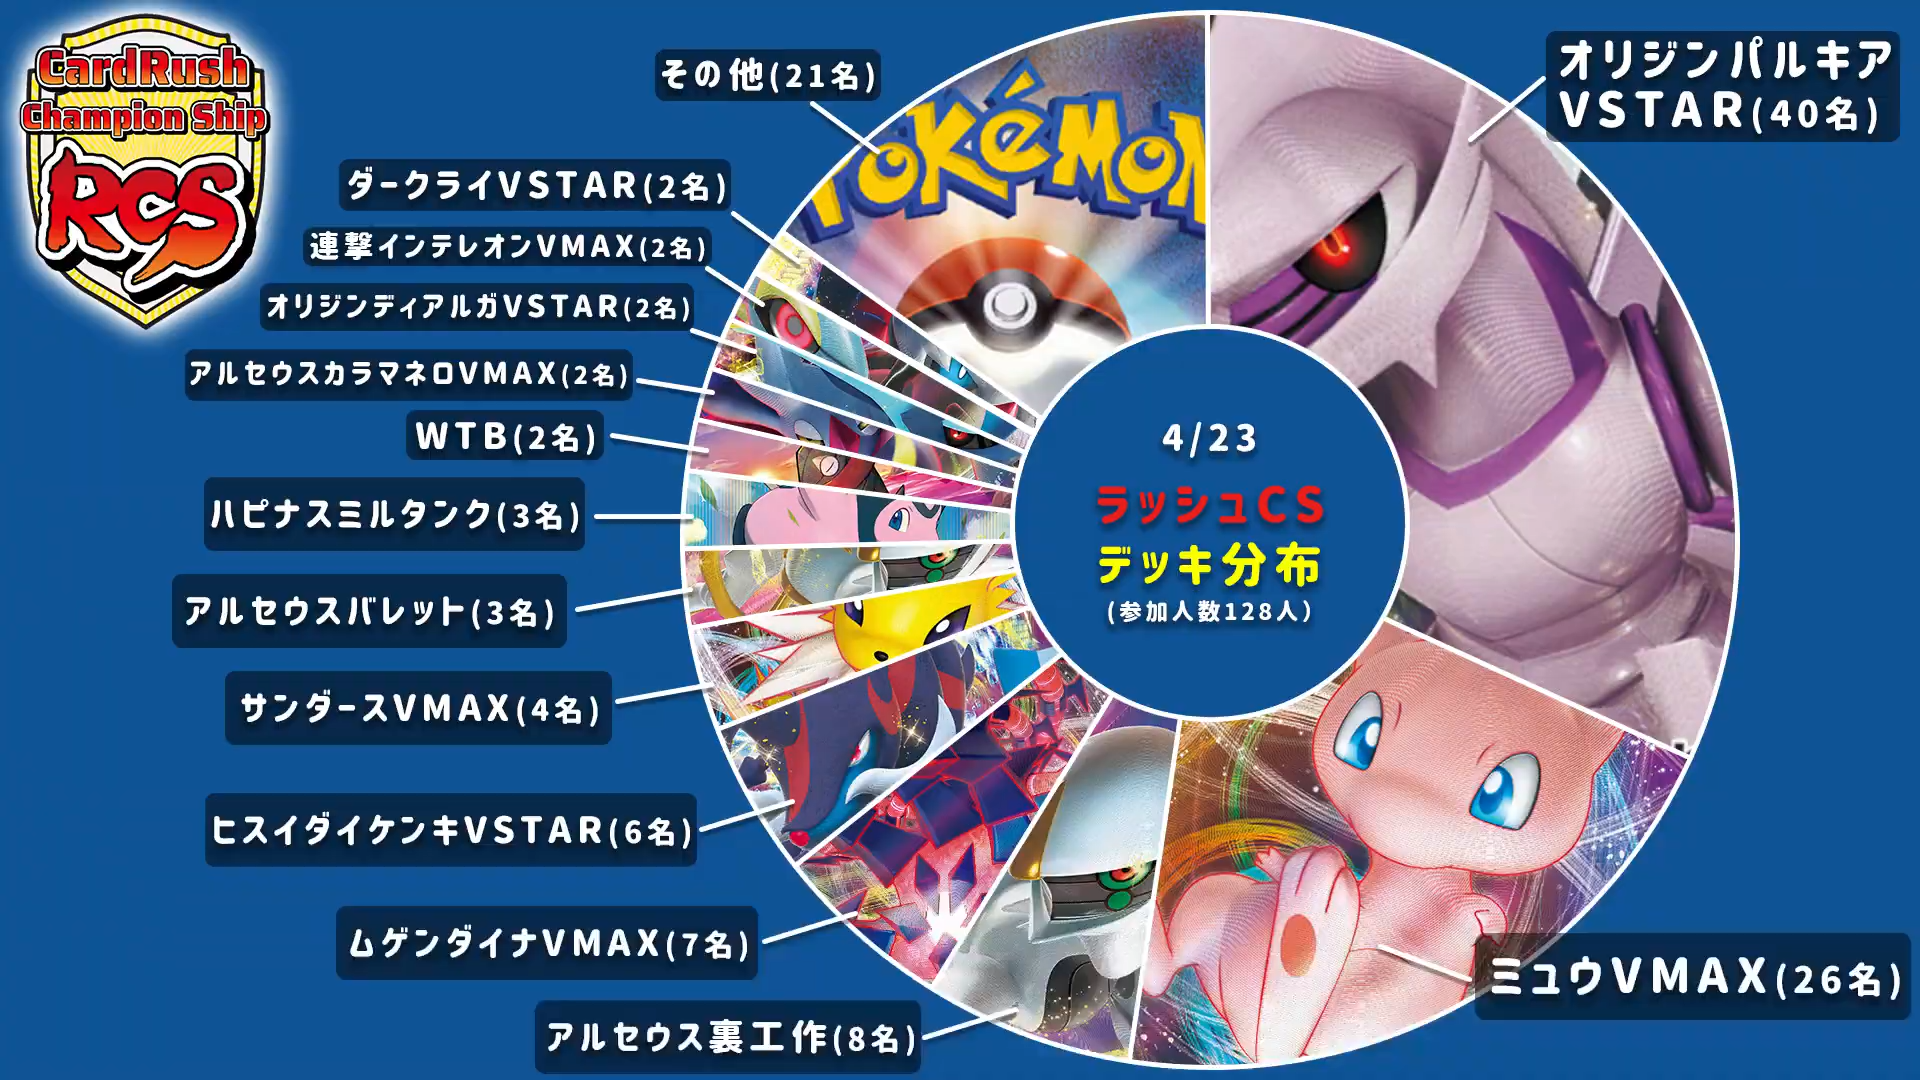 CardRush
Champion Ship
RCS
POKéMON
その他(21名)
オリジンパルキア
VSTAR(40名)
ダークライVSTAR(2名)
連撃インテレオンVMAX(2名)
オリジンディアルガVSTAR(2名)
アルセウスカラマネロVMAX(2名)
WTB(2名)
ハピナスミルタンク(3名)
アルセウスバレット(3名)
サンダースVMAX(4名)
ヒスイダイケンキVSTAR(6名)
ムゲンダイナVMAX(7名)
アルセウス裏工作(8名)
ミュウVMAX(26名)
4/23
ラッシュCS
デッキ分布
(参加人数128人)